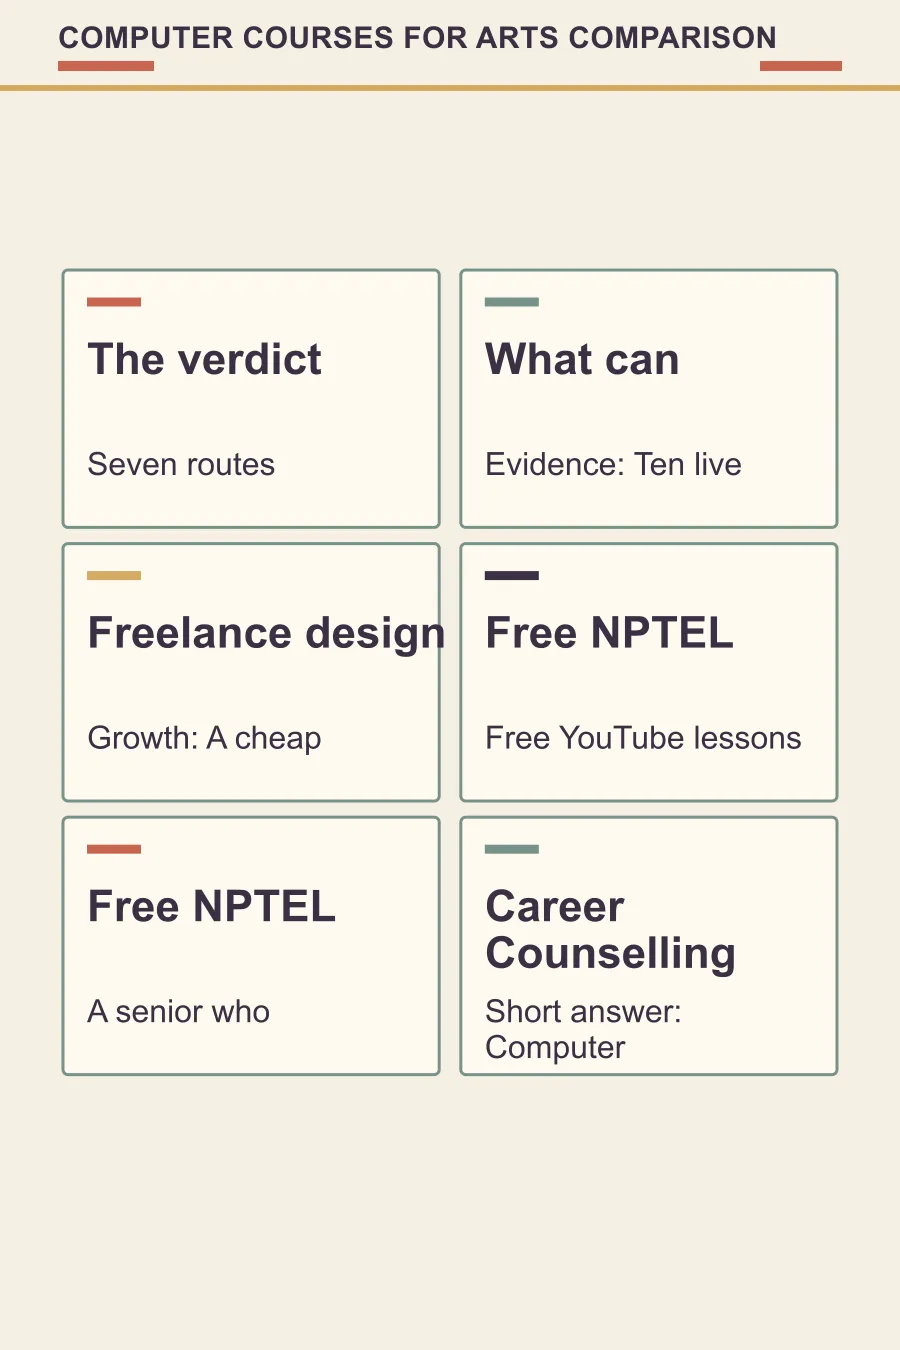 COMPUTER COURSES FOR ARTS COMPARISON
The verdict
Seven routes
What can
Evidence: Ten live
Freelance design
Growth: A cheap
Free NPTEL
Free YouTube lessons
Free NPTEL
A senior who
Career
Counselling
Short answer:
Computer